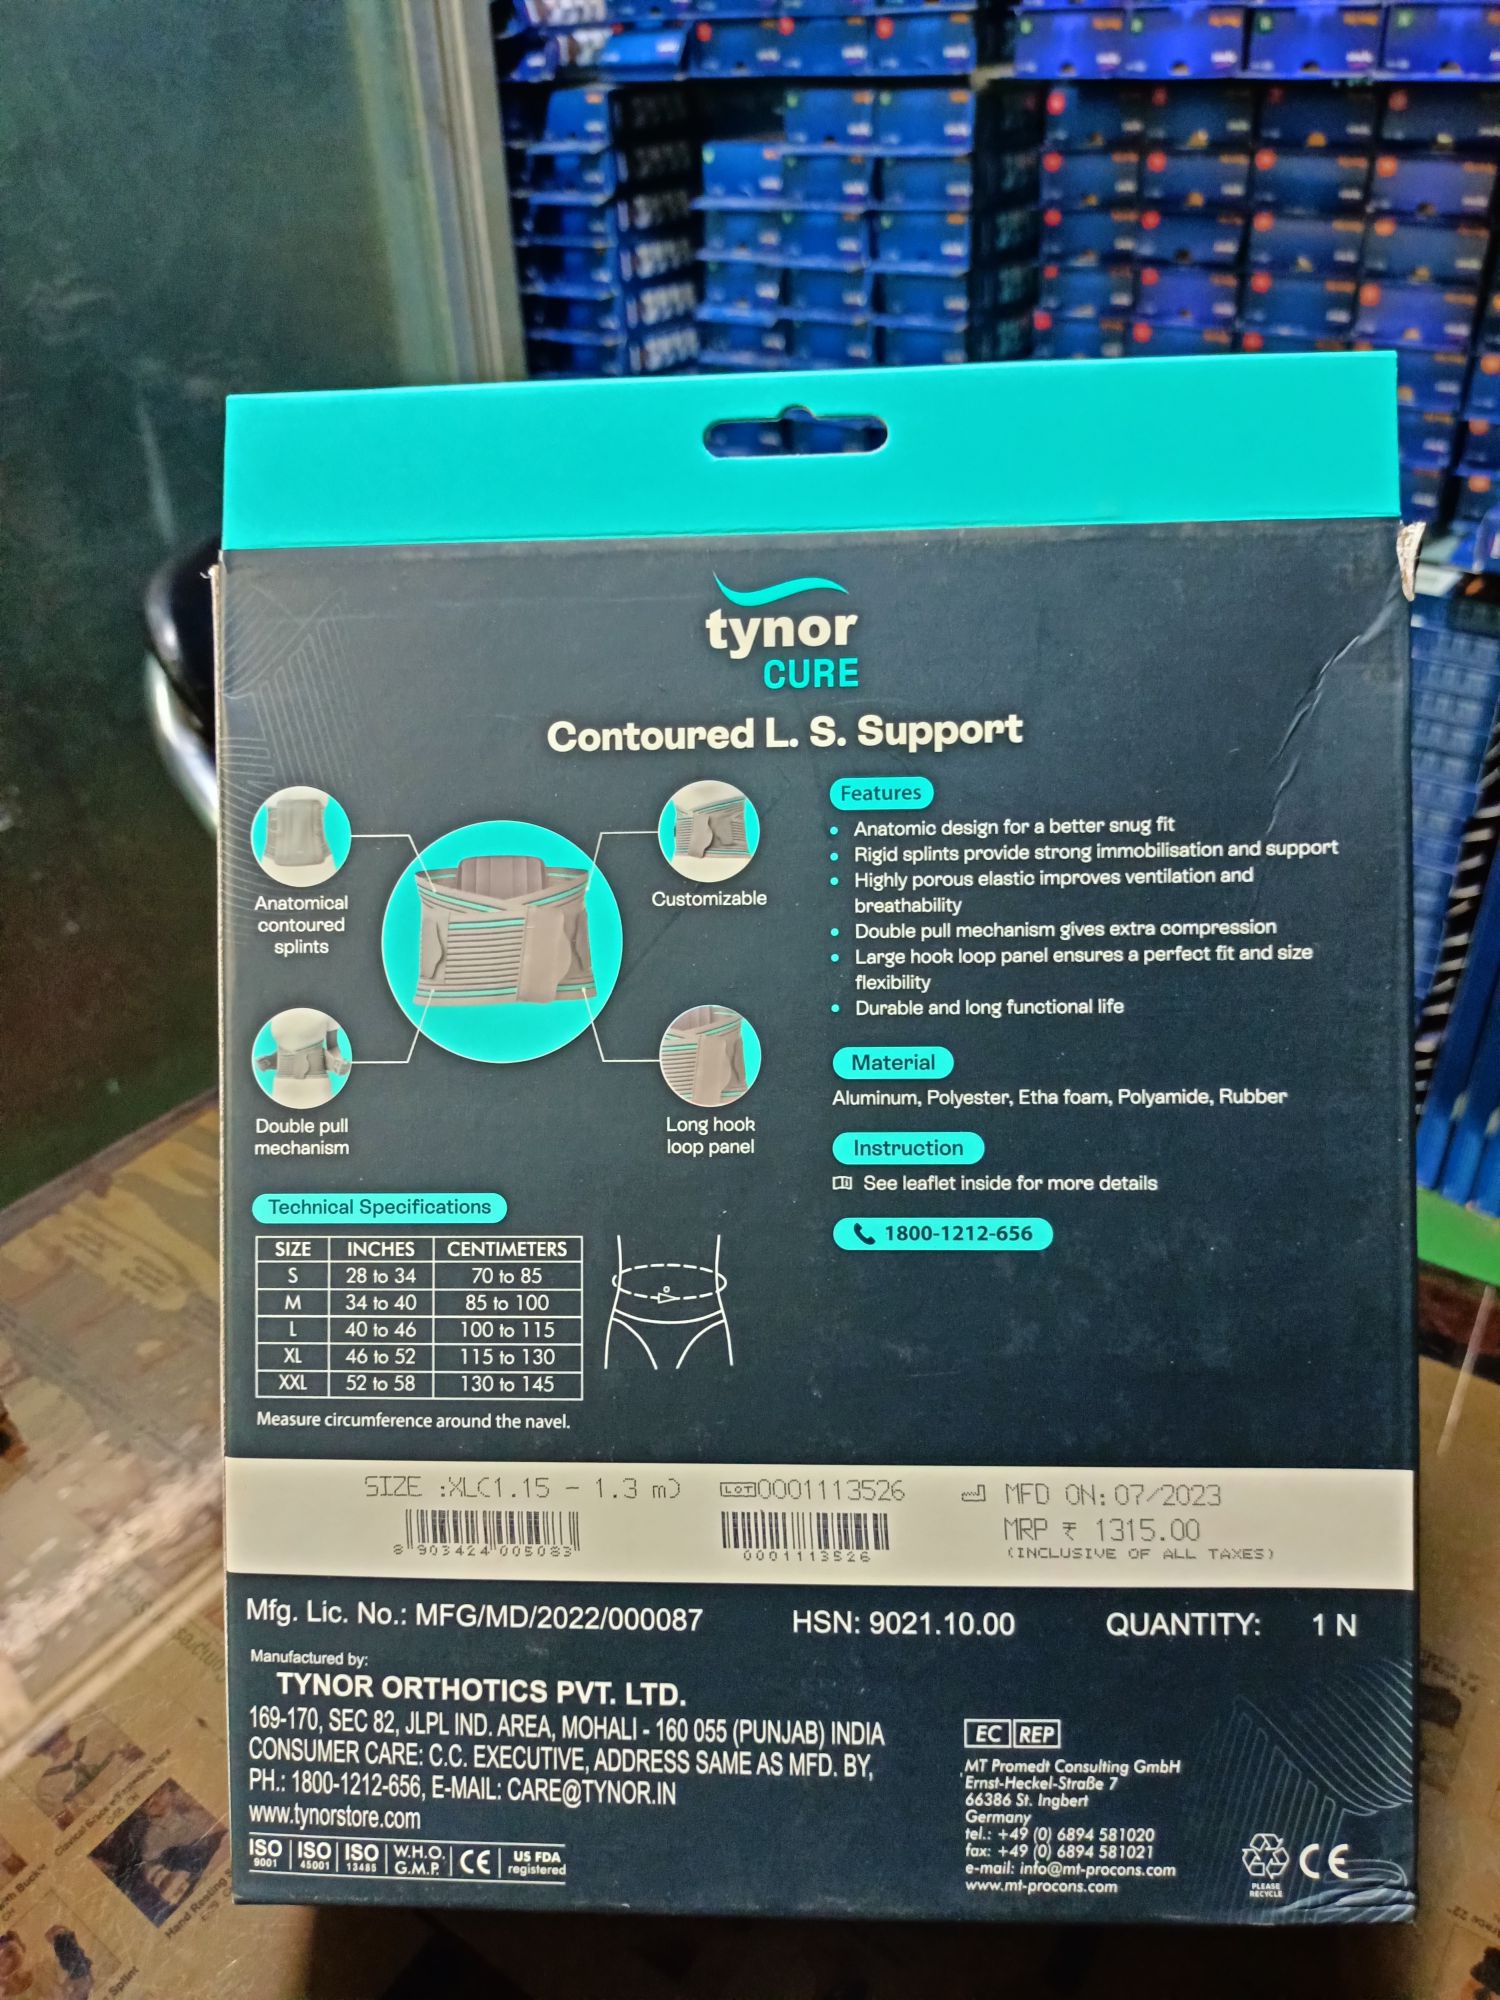 tynor
CURE
Contoured L. S. Support
Anatomical
contoured
splints
Customizable
Double pull
mechanism
Long hook
loop panel
Features
• Anatomic design for a better snug fit
• Rigid splints provide strong immobilisation and support
• Highly porous elastic improves ventilation and
breathability
• Double pull mechanism gives extra compression
• Large hook loop panel ensures a perfect fit and size
flexibility
• Durable and long functional life
Material
Aluminum, Polyester, Etha foam, Polyamide, Rubber
Instruction
See leaflet inside for more details
1800-1212-656
Technical Specifications
SIZE INCHES CENTIMETERS
S 28 to 34 70 to 85
M 34 to 40 85 to 100
L 40 to 46 100 to 115
XL 46 to 52 115 to 130
XXL 52 to 58 130 to 145
Measure circumference around the navel.
SIZE :XL(1.15 - 1.3 m) LOT 0001113526 MFD ON: 07/2023
MRP ₹ 1315.00
(INCLUSIVE OF ALL TAXES)
8 903424 005083 0001113526
Mfg. Lic. No.: MFG/MD/2022/000087 HSN: 9021.10.00 QUANTITY: 1 N
Manufactured by:
TYNOR ORTHOTICS PVT. LTD.
169-170, SEC 82, JLPL IND. AREA, MOHALI - 160 055 (PUNJAB) INDIA
CONSUMER CARE: C.C. EXECUTIVE, ADDRESS SAME AS MFD. BY,
PH.: 1800-1212-656, E-MAIL: CARE@TYNOR.IN
www.tynorstore.com
ISO 9001 | ISO 45001 | ISO 13485 | W.H.O. G.M.P. | CE | US FDA registered
EC REP
MT Promedt Consulting GmbH
Ernst-Heckel-Straße 7
66386 St. Ingbert
Germany
tel.: +49 (0) 6894 581020
fax: +49 (0) 6894 581021
e-mail: info@mt-procons.com
www.mt-procons.com
PLEASE
RECYCLE
CE
Hand Resting